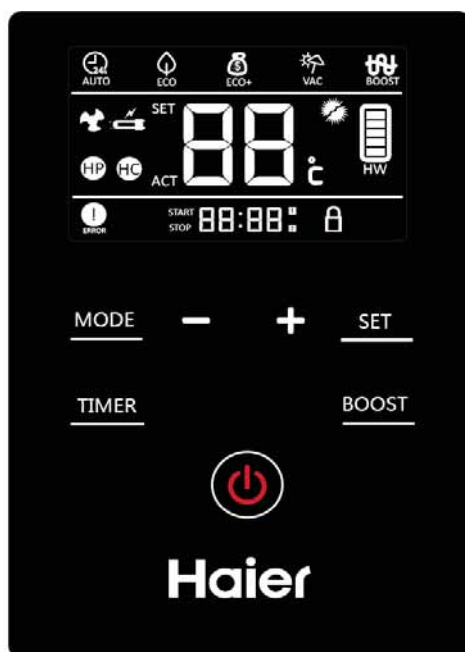 24H
AUTO ECO ECO+ VAC BOOST
SET 88 °C
HP HC ACT HW
! ERROR START STOP 88:88
MODE - + SET
TIMER BOOST
Haier